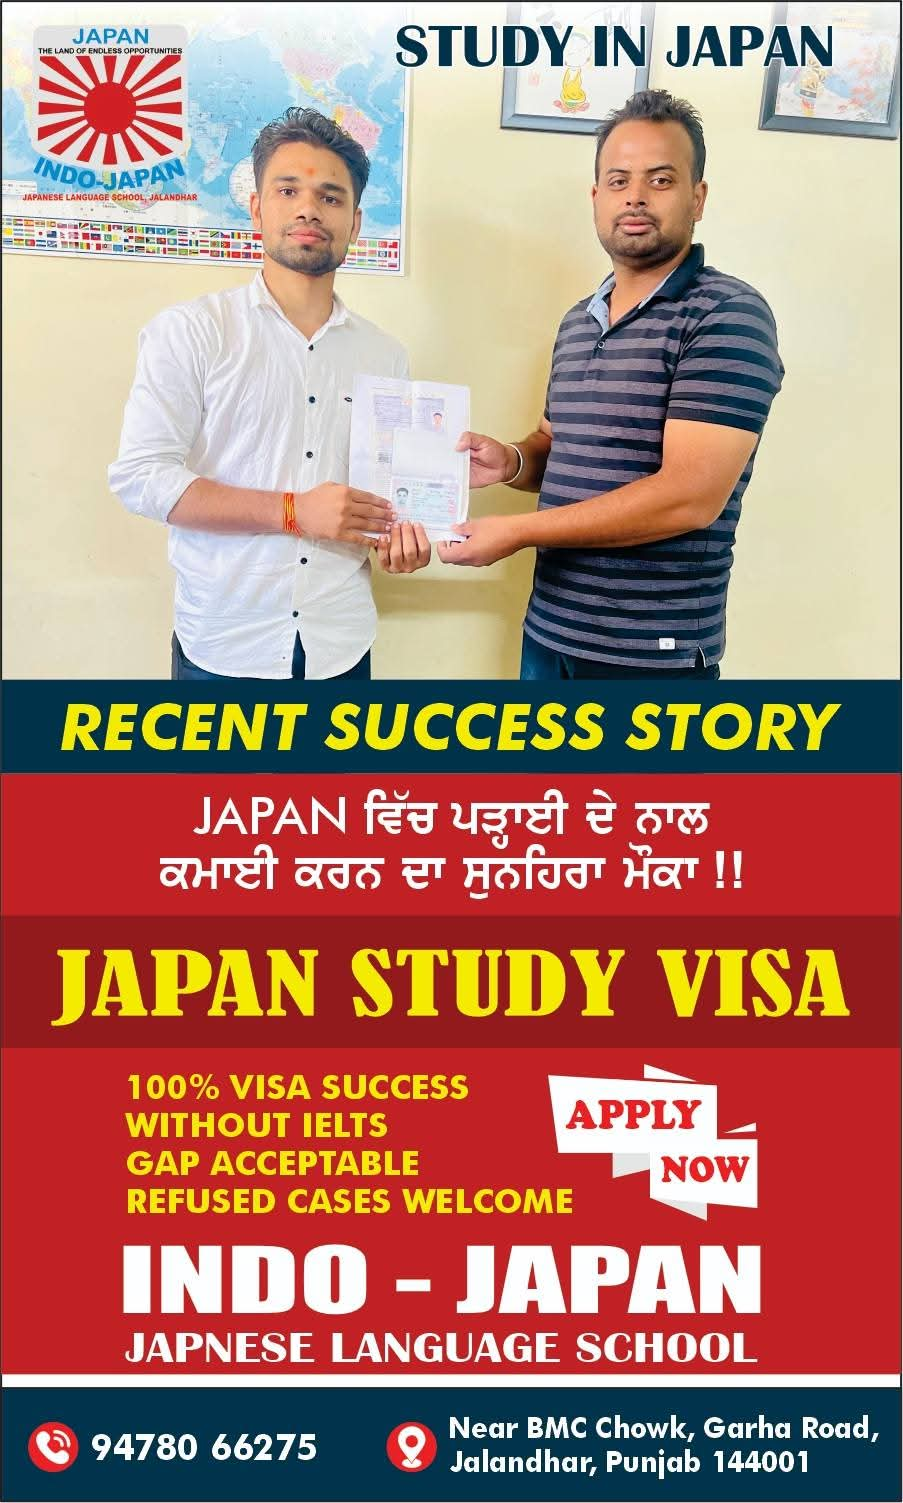 JAPAN
THE LAND OF ENDLESS OPPORTUNITIES
INDO-JAPAN
JAPANESE LANGUAGE SCHOOL, JALANDHAR
STUDY IN JAPAN
RECENT SUCCESS STORY
JAPAN ਵਿੱਚ ਪੜ੍ਹਾਈ ਦੇ ਨਾਲ
ਕਮਾਈ ਕਰਨ ਦਾ ਸੁਨਹਿਰਾ ਮੌਕਾ !!
JAPAN STUDY VISA
100% VISA SUCCESS
WITHOUT IELTS
GAP ACCEPTABLE
REFUSED CASES WELCOME
APPLY
NOW
INDO - JAPAN
JAPNESE LANGUAGE SCHOOL
94780 66275
Near BMC Chowk, Garha Road,
Jalandhar, Punjab 144001